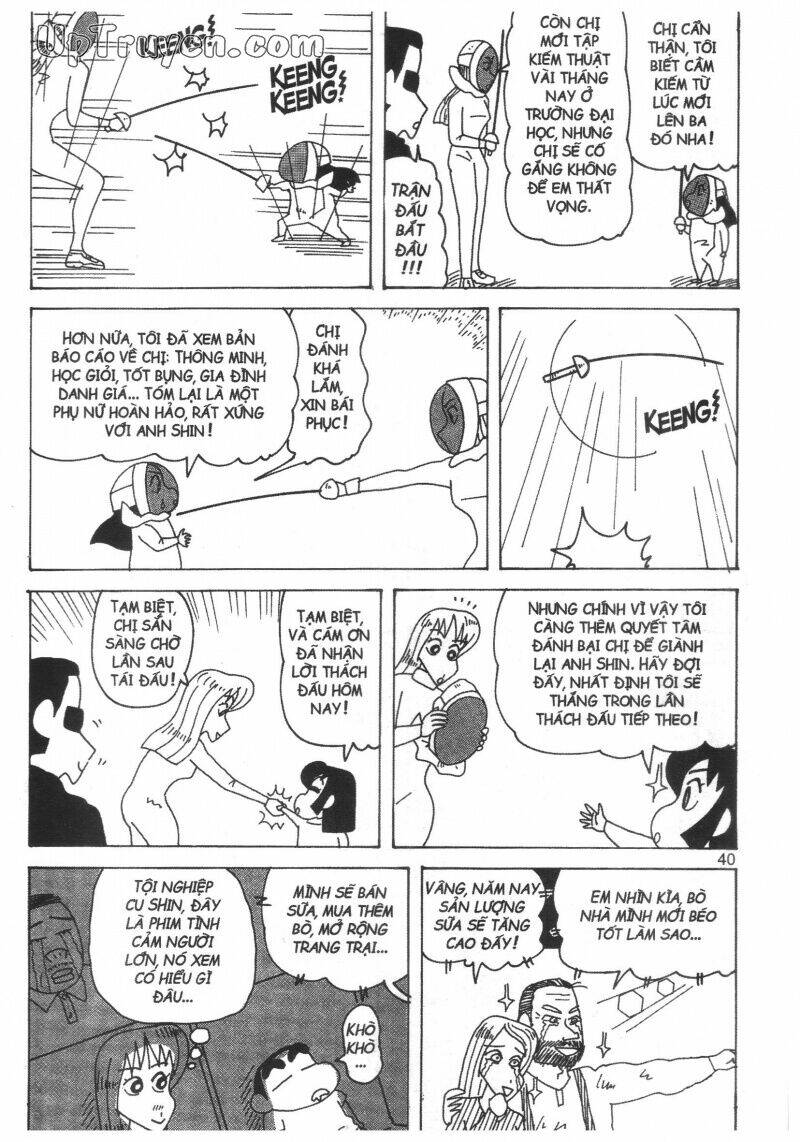 UpTruyen.com
CHỊ CẨN
THẬN, TÔI
BIẾT CẦM
KIẾM TỪ
LÚC MỚI
LÊN BA
ĐÓ NHA!
CÒN CHỊ
MỚI TẬP
KIẾM THUẬT
VÀI THÁNG
NAY Ở
TRƯỜNG ĐẠI
HỌC, NHƯNG
CHỊ SẼ CỐ
GẮNG KHÔNG
ĐỂ EM THẤT
VỌNG.
TRẬN
ĐẤU
BẮT
ĐẦU
!!!
KEENG
KEENG!
KEENG!
CHỊ
ĐÁNH
KHÁ
LẮM,
XIN BÁI
PHỤC!
HƠN NỮA, TÔI ĐÃ XEM BẢN
BÁO CÁO VỀ CHỊ: THÔNG MINH,
HỌC GIỎI, TỐT BỤNG, GIA ĐÌNH
DANH GIÁ... TÓM LẠI LÀ MỘT
PHỤ NỮ HOÀN HẢO, RẤT XỨNG
VỚI ANH SHIN!
NHƯNG CHÍNH VÌ VẬY TÔI
CÀNG THÊM QUYẾT TÂM
ĐÁNH BẠI CHỊ ĐỂ GIÀNH
LẠI ANH SHIN. HÃY ĐỢI
ĐẤY, NHẤT ĐỊNH TÔI SẼ
THẮNG TRONG LẦN
THÁCH ĐẤU TIẾP THEO!
TẠM BIỆT,
VÀ CÁM ƠN
ĐÃ NHẬN
LỜI THÁCH
ĐẤU HÔM
NAY!
TẠM BIỆT,
CHỊ SẴN
SÀNG CHỜ
LẦN SAU
TÁI ĐẤU!
40
EM NHÌN KÌA, BÒ
NHÀ MÌNH MỚI BÉO
TỐT LÀM SAO...
VÂNG, NĂM NAY
SẢN LƯỢNG
SỮA SẼ TĂNG
CAO ĐẤY!
MÌNH SẼ BÁN
SỮA, MUA THÊM
BÒ, MỞ RỘNG
TRANG TRẠI...
TỘI NGHIỆP
CU SHIN, ĐÂY
LÀ PHIM TÌNH
CẢM NGƯỜI
LỚN, NÓ XEM
CÓ HIỂU GÌ
ĐÂU...
KHÒ
KHÒ
...